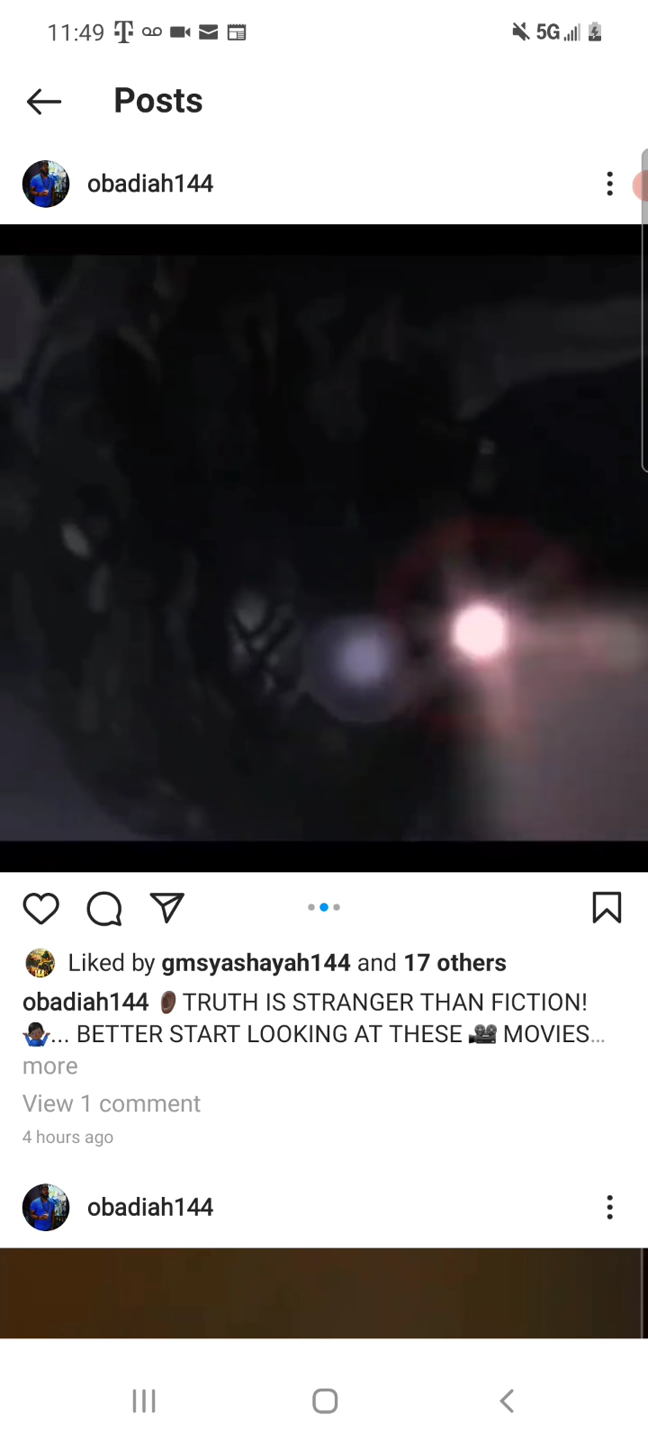 11:49 5G
Posts
obadiah144
Liked by gmsyashayah144 and 17 others
obadiah144 👂🏿TRUTH IS STRANGER THAN FICTION!
🤷🏿‍♂️... BETTER START LOOKING AT THESE 🎥 MOVIES…
more
View 1 comment
4 hours ago
obadiah144